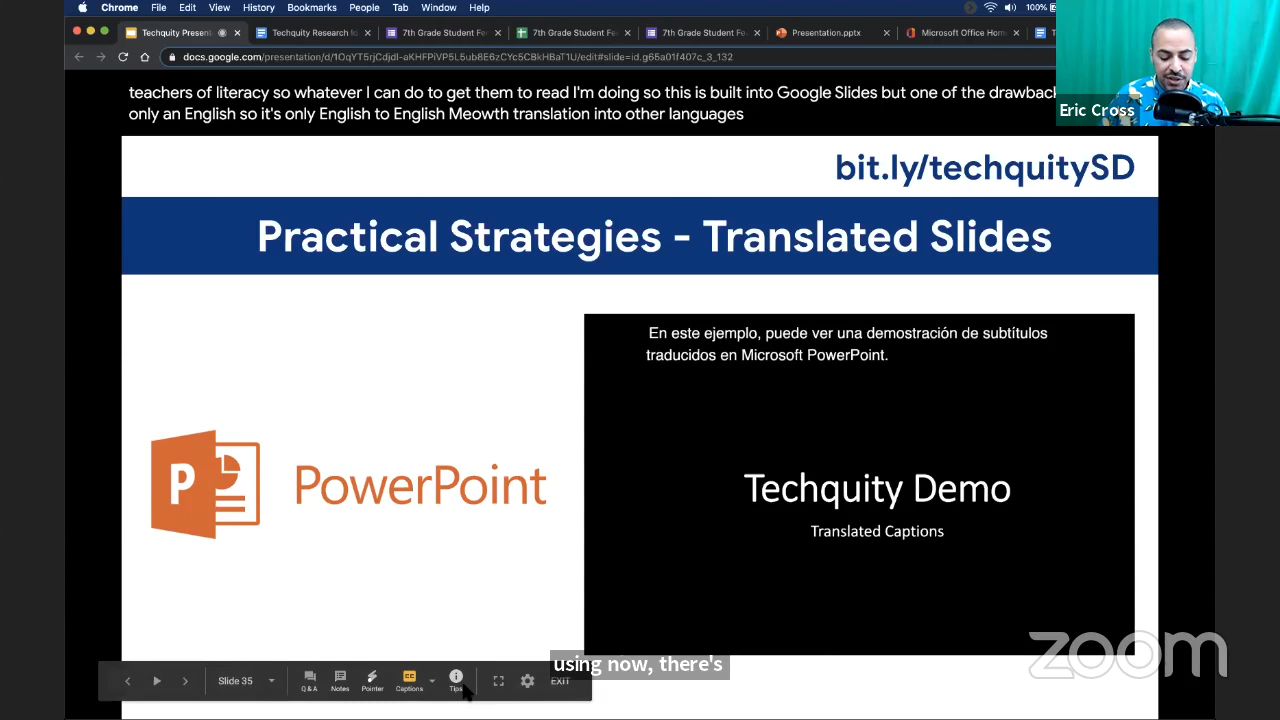 Chrome File Edit View History Bookmarks People Tab Window Help 100%
Techquity Presen Techquity Research fo 7th Grade Student Fe 7th Grade Student Fe 7th Grade Student Fe Presentation.pptx Microsoft Office Hom
docs.google.com/presentation/d/1OqYT5rjCdjdI-aKHFPiVP5L5ub8E6zCYc5CBkHBaT1U/edit#slide=id.g65a01f407c_3_132
teachers of literacy so whatever I can do to get them to read I'm doing so this is built into Google Slides but one of the drawback
only an English so it's only English to English Meowth translation into other languages
Eric Cross
bit.ly/techquitySD
Practical Strategies - Translated Slides
En este ejemplo, puede ver una demostración de subtítulos
traducidos en Microsoft PowerPoint.
P PowerPoint
Techquity Demo
Translated Captions
using now, there's
zoom
Slide 35 Q&A Notes Pointer Captions CC Tips EXIT